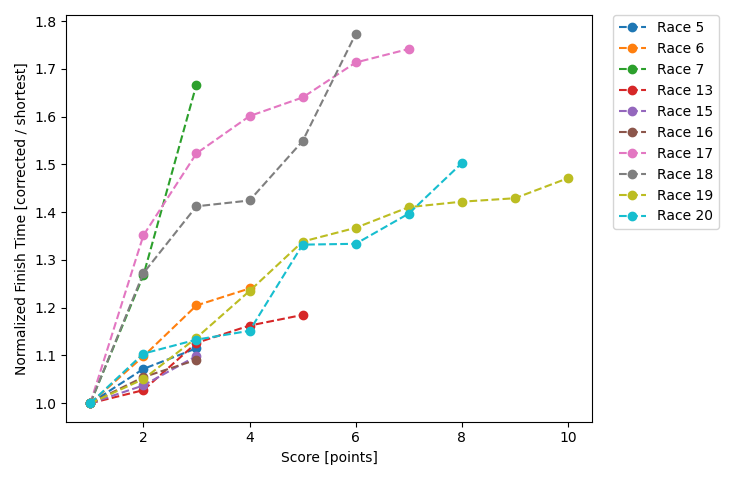 1.8
1.7
1.6
1.5
1.4
1.3
1.2
1.1
1.0
Normalized Finish Time [corrected / shortest]
2
4
6
8
10
Score [points]
Race 5
Race 6
Race 7
Race 13
Race 15
Race 16
Race 17
Race 18
Race 19
Race 20